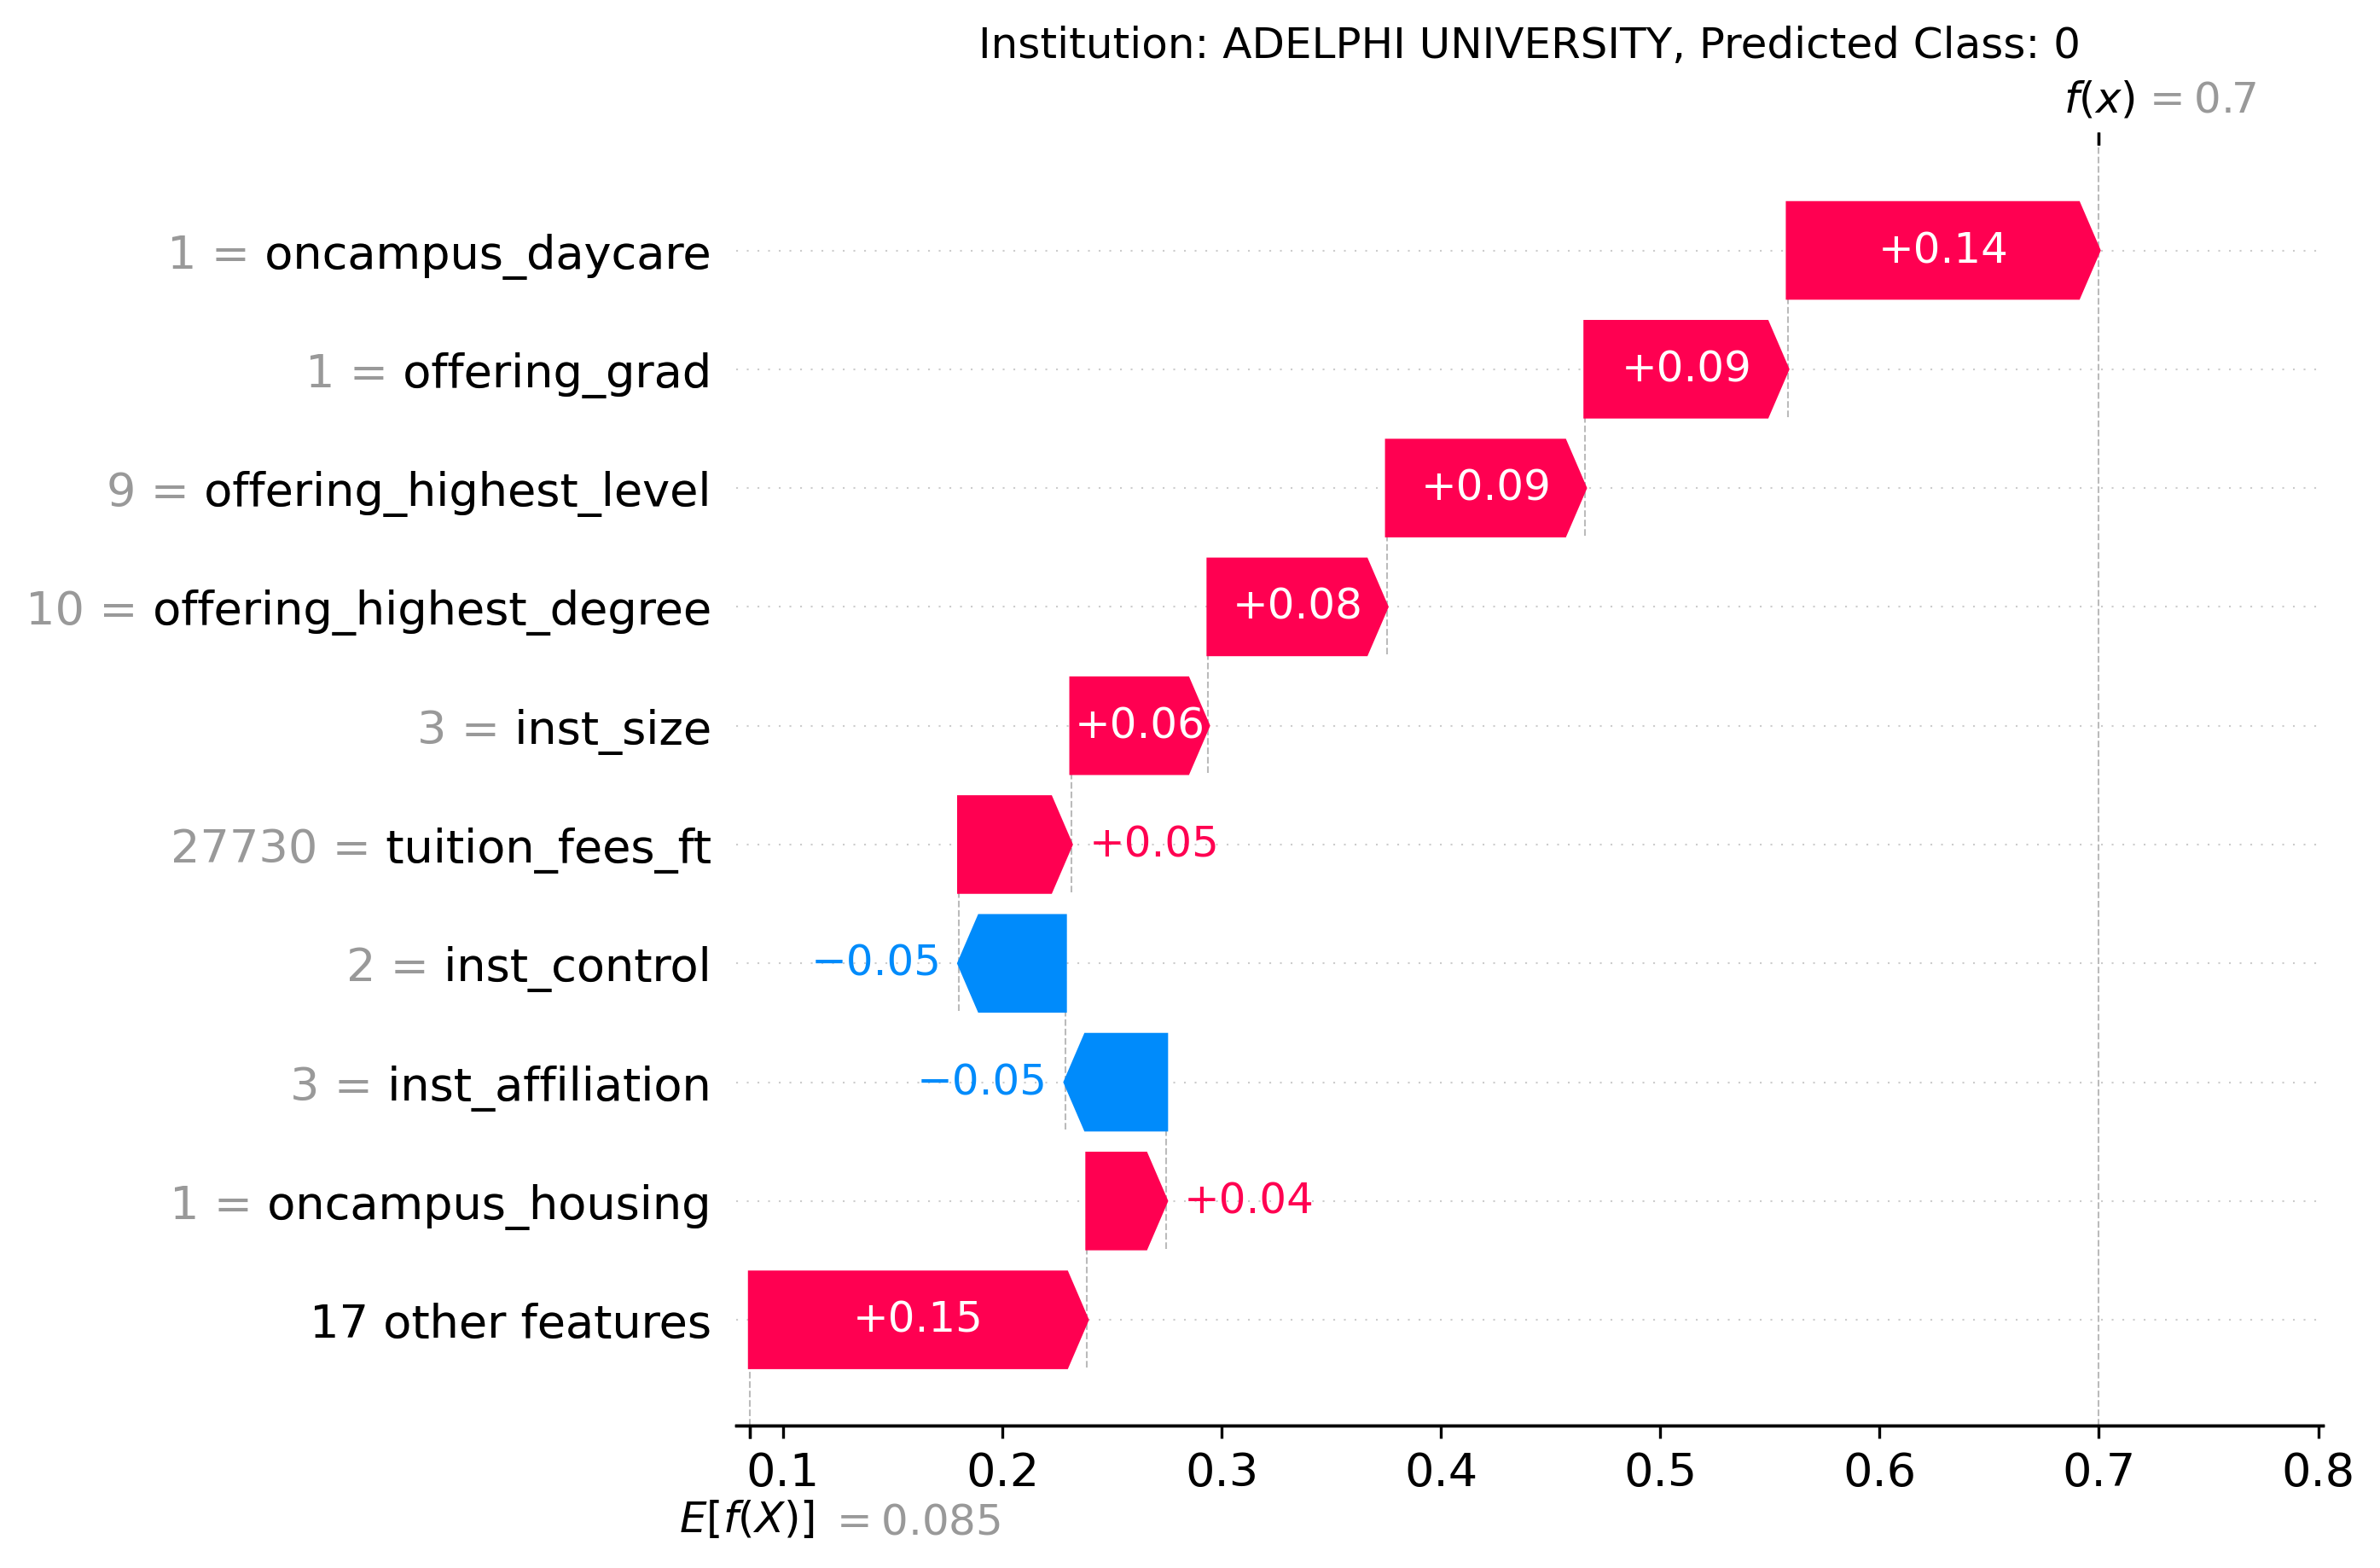 Institution: ADELPHI UNIVERSITY, Predicted Class: 0
f(x) = 0.7
1 = oncampus_daycare +0.14
1 = offering_grad +0.09
9 = offering_highest_level +0.09
10 = offering_highest_degree +0.08
3 = inst_size +0.06
27730 = tuition_fees_ft +0.05
2 = inst_control −0.05
3 = inst_affiliation −0.05
1 = oncampus_housing +0.04
17 other features +0.15
0.1 0.2 0.3 0.4 0.5 0.6 0.7 0.8
E[f(X)] = 0.085